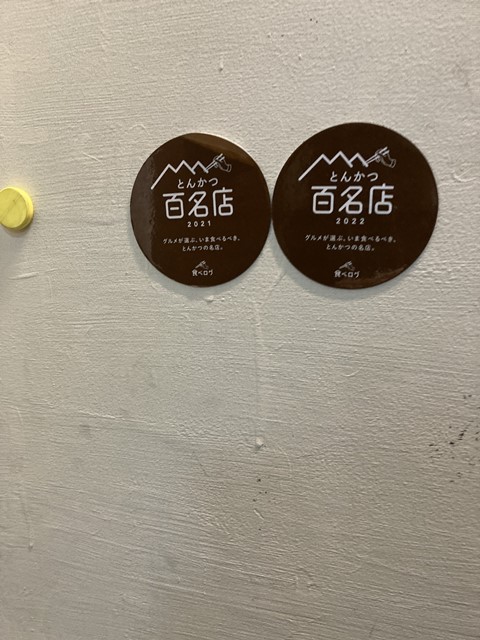 とんかつ
百名店
2021
グルメが選ぶ、いま食べるべき、
とんかつの名店。
食べログ
とんかつ
百名店
2022
グルメが選ぶ、いま食べるべき、
とんかつの名店。
食べログ